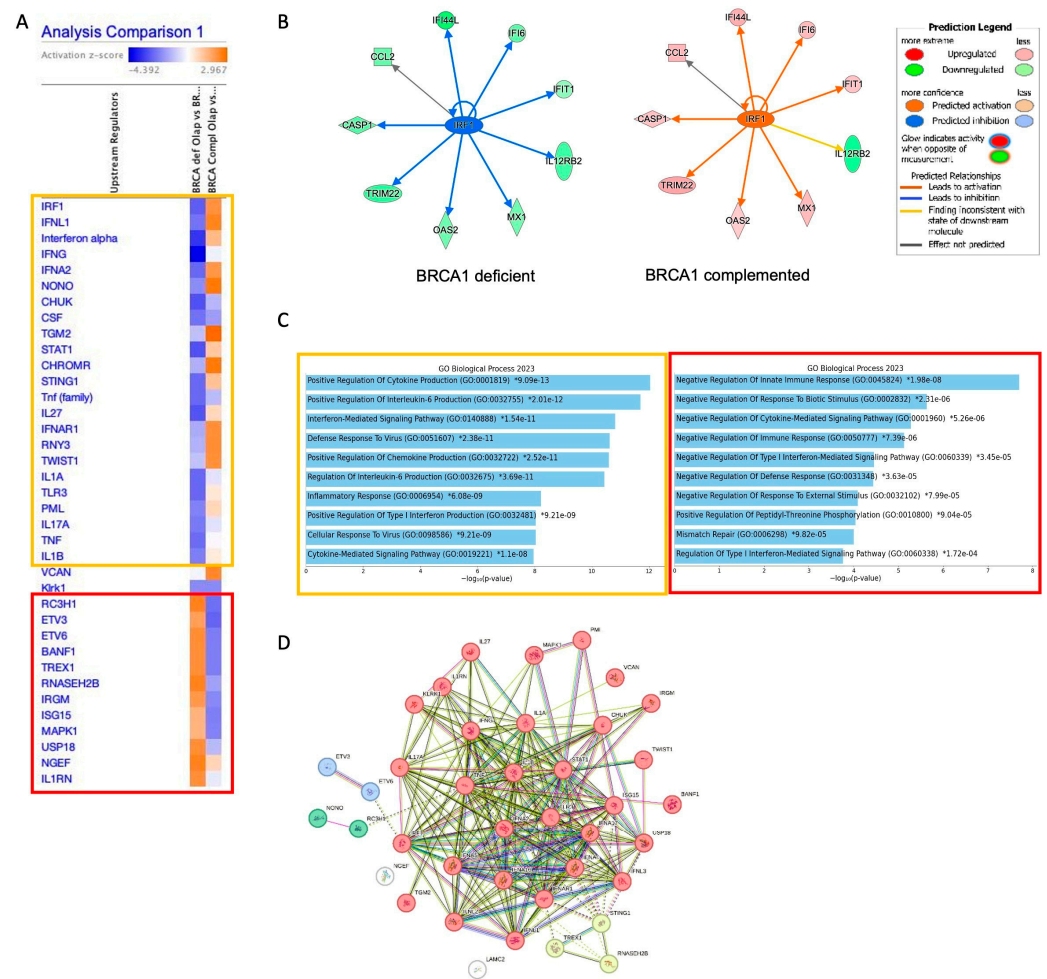 A
Analysis Comparison 1
Activation z-score
-4.392
2.967
Upstream Regulators
BRCA def Olap vs BR...
BRCA Compl Olap vs...
IRF1
IFNL1
Interferon alpha
IFNG
IFNA2
NONO
CHUK
CSF
TGM2
STAT1
CHROMR
STING1
Tnf (family)
IL27
IFNAR1
RNY3
TWIST1
IL1A
TLR3
PML
IL17A
TNF
IL1B
VCAN
Klrk1
RC3H1
ETV3
ETV6
BANF1
TREX1
RNASEH2B
IRGM
ISG15
MAPK1
USP18
NGEF
IL1RN
B
IFI44L
IFI6
CCL2
IFIT1
CASP1
IRF1
IL12RB2
TRIM22
MX1
OAS2
BRCA1 deficient
IFI44L
IFI6
CCL2
IFIT1
CASP1
IRF1
IL12RB2
TRIM22
MX1
OAS2
BRCA1 complemented
Prediction Legend
more extreme
less
Upregulated
Downregulated
more confidence
less
Predicted activation
Predicted inhibition
Glow indicates activity
when opposite of
measurement
Predicted Relationships
Leads to activation
Leads to inhibition
Finding inconsistent with
state of downstream
molecule
Effect not predicted
C
GO Biological Process 2023
Positive Regulation Of Cytokine Production (GO:0001819) *9.09e-13
Positive Regulation Of Interleukin-6 Production (GO:0032755) *2.01e-12
Interferon-Mediated Signaling Pathway (GO:0140888) *1.54e-11
Defense Response To Virus (GO:0051607) *2.38e-11
Positive Regulation Of Chemokine Production (GO:0032722) *2.52e-11
Regulation Of Interleukin-6 Production (GO:0032675) *3.69e-11
Inflammatory Response (GO:0006954) *6.08e-09
Positive Regulation Of Type I Interferon Production (GO:0032481) *9.21e-09
Cellular Response To Virus (GO:0098586) *9.21e-09
Cytokine-Mediated Signaling Pathway (GO:0019221) *1.1e-08
0 2 4 6 8 10 12
−log₁₀(p-value)
GO Biological Process 2023
Negative Regulation Of Innate Immune Response (GO:0045824) *1.98e-08
Negative Regulation Of Response To Biotic Stimulus (GO:0002832) *2.31e-06
Negative Regulation Of Cytokine-Mediated Signaling Pathway (GO:0001960) *5.26e-06
Negative Regulation Of Immune Response (GO:0050777) *7.39e-06
Negative Regulation Of Type I Interferon-Mediated Signaling Pathway (GO:0060339) *3.45e-05
Negative Regulation Of Defense Response (GO:0031348) *3.63e-05
Negative Regulation Of Response To External Stimulus (GO:0032102) *7.99e-05
Positive Regulation Of Peptidyl-Threonine Phosphorylation (GO:0010800) *9.04e-05
Mismatch Repair (GO:0006298) *9.82e-05
Regulation Of Type I Interferon-Mediated Signaling Pathway (GO:0060338) *1.72e-04
0 1 2 3 4 5 6 7 8
−log₁₀(p-value)
D
IL27
MAPK1
PML
VCAN
IL1RN
KLRK1
IRGM
IL1A
IFNG
CHUK
TWIST1
IL17A
STAT1
ETV3
ETV6
ISG15
BANF1
NONO
RC3H1
USP18
NGEF
IFNL3
TGM2
IFNAR1
IFNL2
STING1
IFNL1
TREX1
RNASEH2B
LAMC2